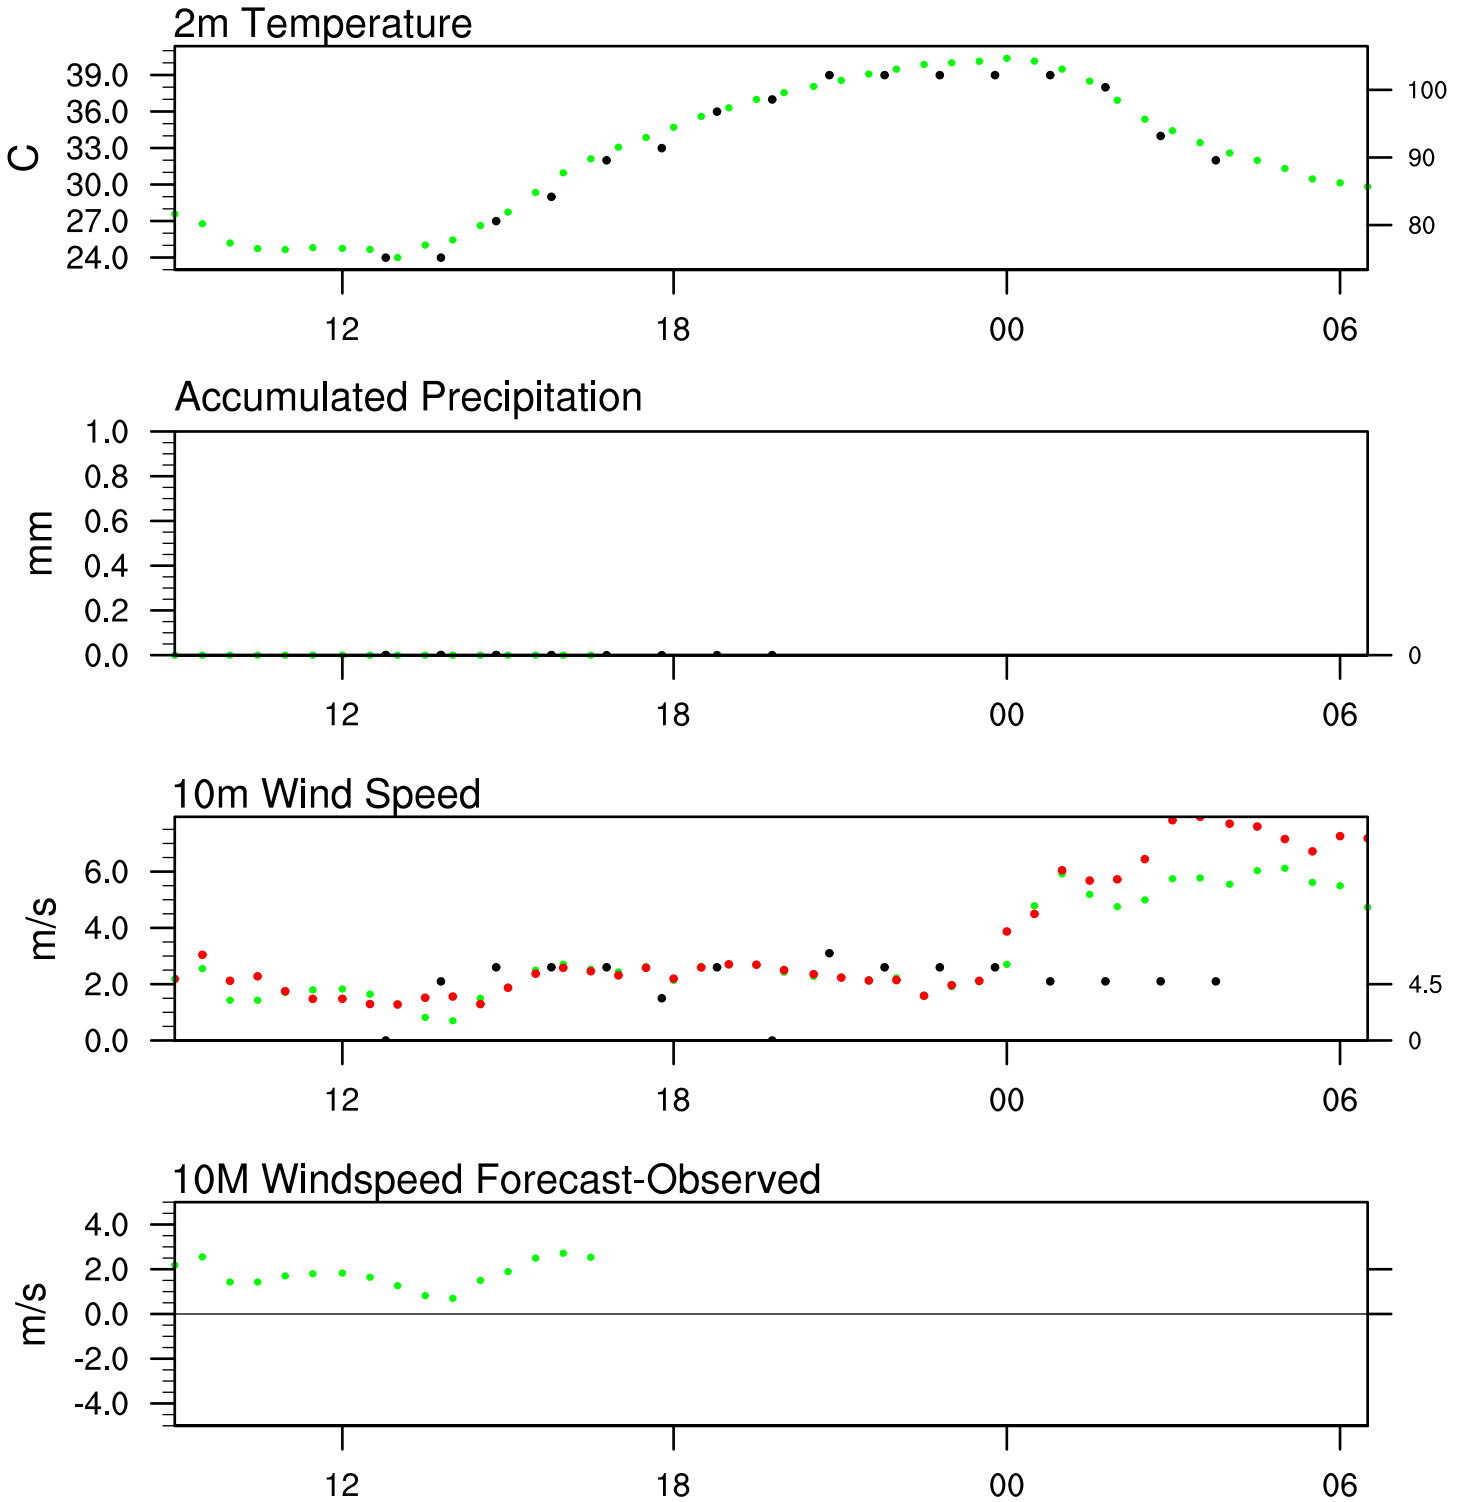 2m Temperature
39.0
36.0
33.0
30.0
27.0
24.0
C
100
90
80
12 18 00 06
Accumulated Precipitation
1.0
0.8
0.6
0.4
0.2
0.0
mm
0
12 18 00 06
10m Wind Speed
6.0
4.0
2.0
0.0
m/s
4.5
0
12 18 00 06
10M Windspeed Forecast-Observed
4.0
2.0
0.0
-2.0
-4.0
m/s
12 18 00 06